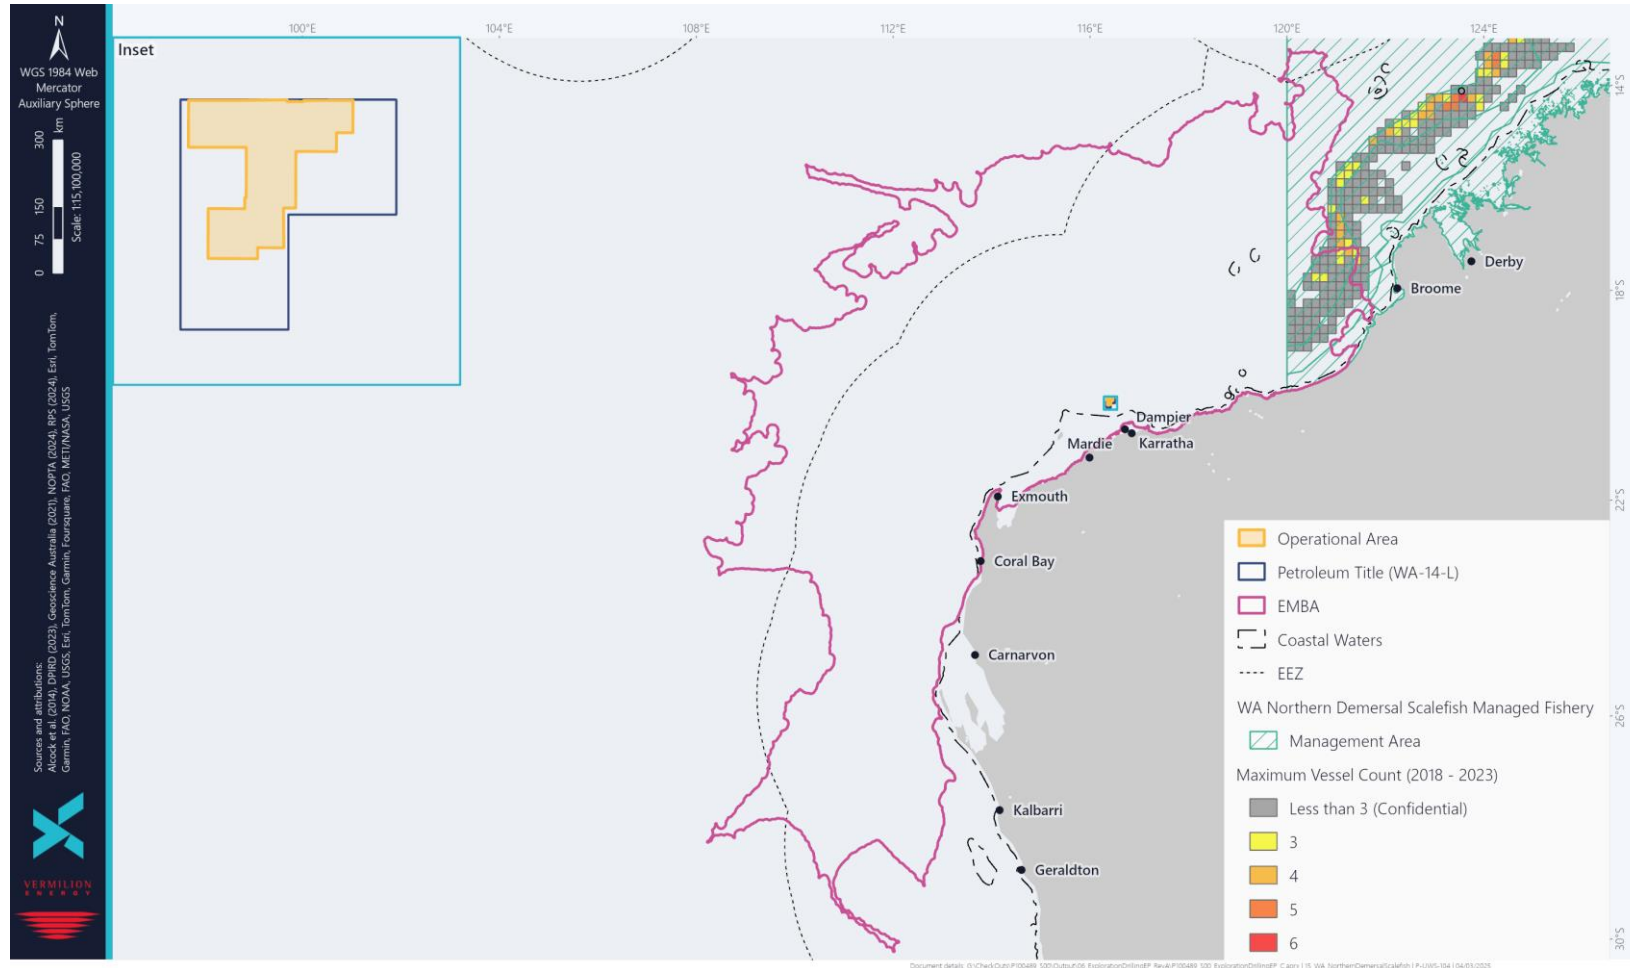 N
WGS 1984 Web
Mercator
Auxiliary Sphere
0 75 150 300 km
Scale: 1:15,100,000
Sources and attributions:
Alcock et al. (2014), DPIRD (2023), Geoscience Australia (2021), NOPTA (2024), RPS (2024), Esri, TomTom,
Garmin, FAO, NOAA, USGS, Esri, TomTom, Garmin, Foursquare, FAO, METI/NASA, USGS
VERMILION
ENERGY
100°E 104°E 108°E 112°E 116°E 120°E 124°E
Inset
14°S
18°S
22°S
26°S
30°S
Derby
Broome
Dampier
Mardie
Karratha
Exmouth
Coral Bay
Carnarvon
Kalbarri
Geraldton
Operational Area
Petroleum Title (WA-14-L)
EMBA
Coastal Waters
EEZ
WA Northern Demersal Scalefish Managed Fishery
Management Area
Maximum Vessel Count (2018 - 2023)
Less than 3 (Confidential)
3
4
5
6